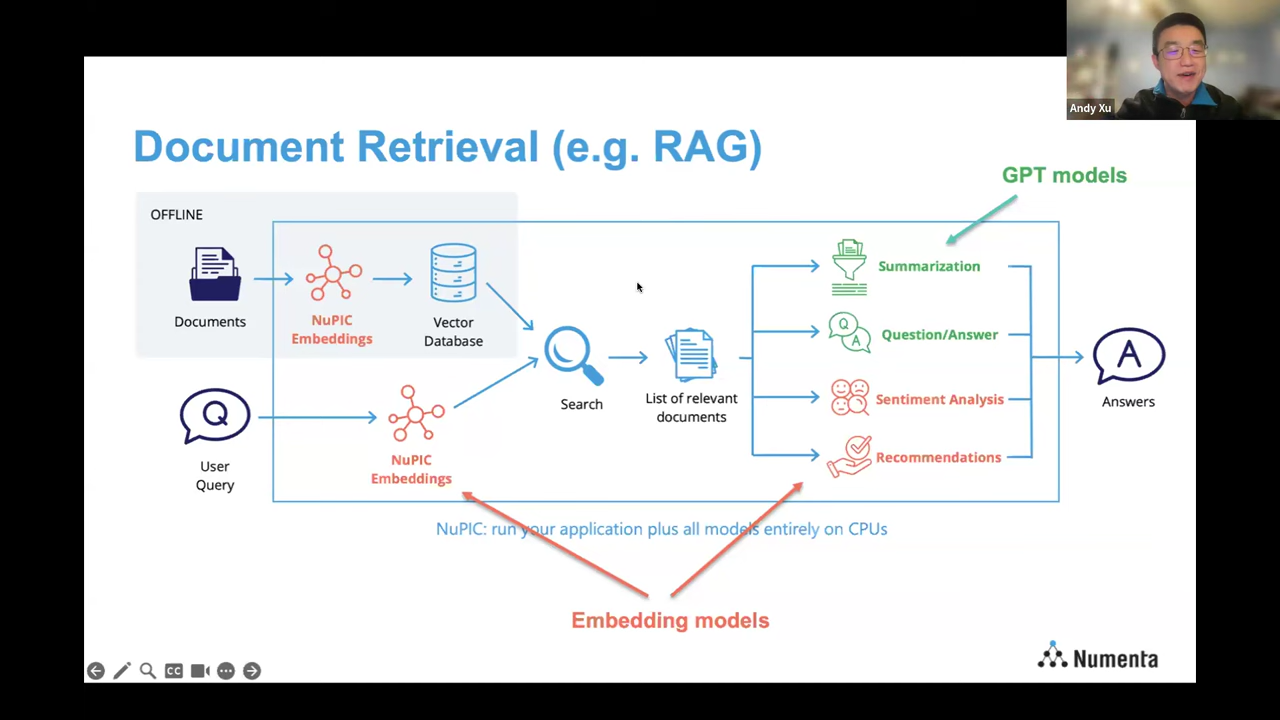 Andy Xu
Document Retrieval (e.g. RAG)
GPT models
OFFLINE
Documents
NuPIC
Embeddings
Vector
Database
User
Query
Q
NuPIC
Embeddings
Search
List of relevant
documents
Summarization
Q
A
Question/Answer
Sentiment Analysis
Recommendations
A
Answers
NuPIC: run your application plus all models entirely on CPUs
Embedding models
Numenta
CC